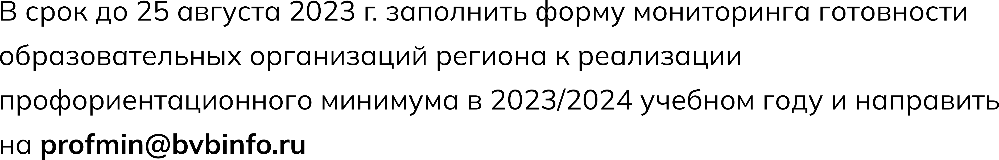 В срок до 25 августа 2023 г. заполнить форму мониторинга готовности
образовательных организаций региона к реализации
профориентационного минимума в 2023/2024 учебном году и направить
на profmin@bvbinfo.ru